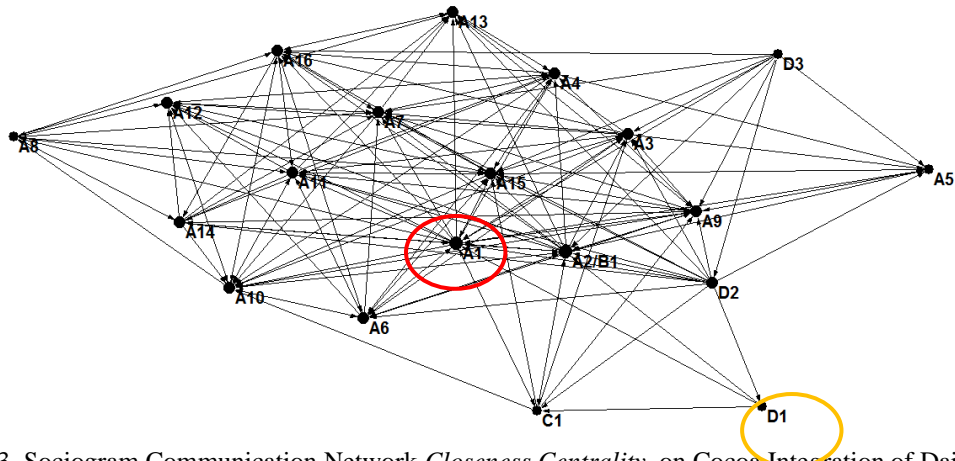 A13
A16
D3
A4
A12
A7
A8
A3
A11
A15
A5
A9
A14
A1
A2/B1
A10
D2
A6
C1
D1
3. Sociogram Communication Network Closeness Centrality on Cocoa Integration of Dai